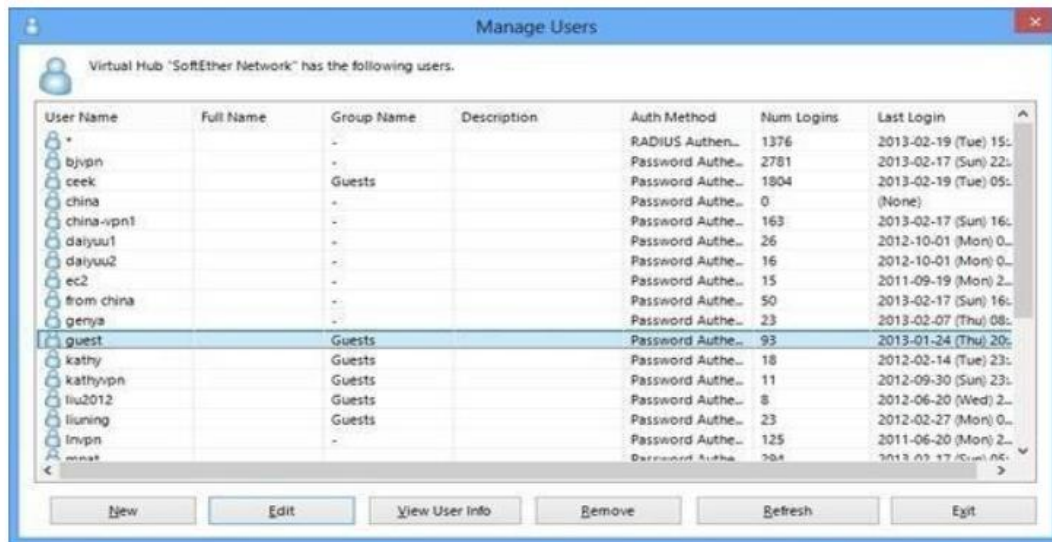 Manage Users
Virtual Hub "SoftEther Network" has the following users.
User Name Full Name Group Name Description Auth Method Num Logins Last Login
* - RADIUS Authen... 1376 2013-02-19 (Tue) 15:.
bjvpn - Password Authe... 2781 2013-02-17 (Sun) 22:.
ceek Guests Password Authe... 1804 2013-02-19 (Tue) 05:.
china - Password Authe... 0 (None)
china-vpn1 - Password Authe... 163 2013-02-17 (Sun) 16:.
daiyuu1 - Password Authe... 26 2012-10-01 (Mon) 0...
daiyuu2 - Password Authe... 16 2012-10-01 (Mon) 0...
ec2 - Password Authe... 15 2011-09-19 (Mon) 2...
from china - Password Authe... 50 2013-02-17 (Sun) 16:.
genya - Password Authe... 23 2013-02-07 (Thu) 08:.
guest Guests Password Authe... 93 2013-01-24 (Thu) 20:.
kathy Guests Password Authe... 18 2012-02-14 (Tue) 23:.
kathyvpn Guests Password Authe... 11 2012-09-30 (Sun) 23:.
liu2012 Guests Password Authe... 8 2012-06-20 (Wed) 2...
liuning Guests Password Authe... 23 2012-02-27 (Mon) 0...
lnvpn - Password Authe... 125 2011-06-20 (Mon) 2...
Password Authe... 294 2013-02-17 (Sun) 05:.
New Edit View User Info Remove Refresh Exit